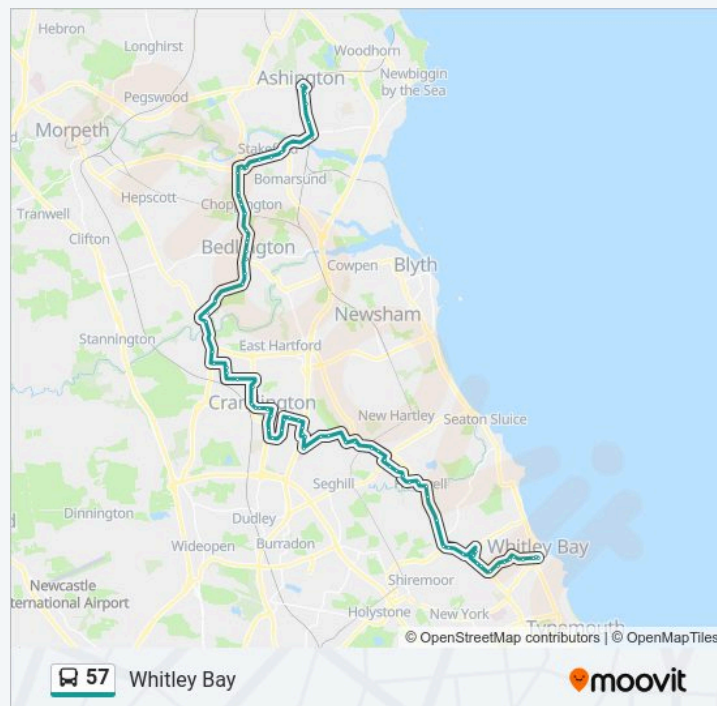 Hebron
Longhirst
Woodhorn
Ashington
Newbiggin
by the Sea
Pegswood
Morpeth
Stakeford
Bomarsund
Hepscott
Choppington
Tranwell
Clifton
Bedlington
Cowpen
Blyth
Newsham
Stannington
East Hartford
Cramlington
New Hartley
Seaton Sluice
Seghill
Dinnington
Dudley
Wideopen
Burradon
Whitley Bay
Newcastle
ternational Airport
Shiremoor
Holystone
New York
Tynemouth
© OpenStreetMap contributors | © OpenMapTiles
57 Whitley Bay
moovit